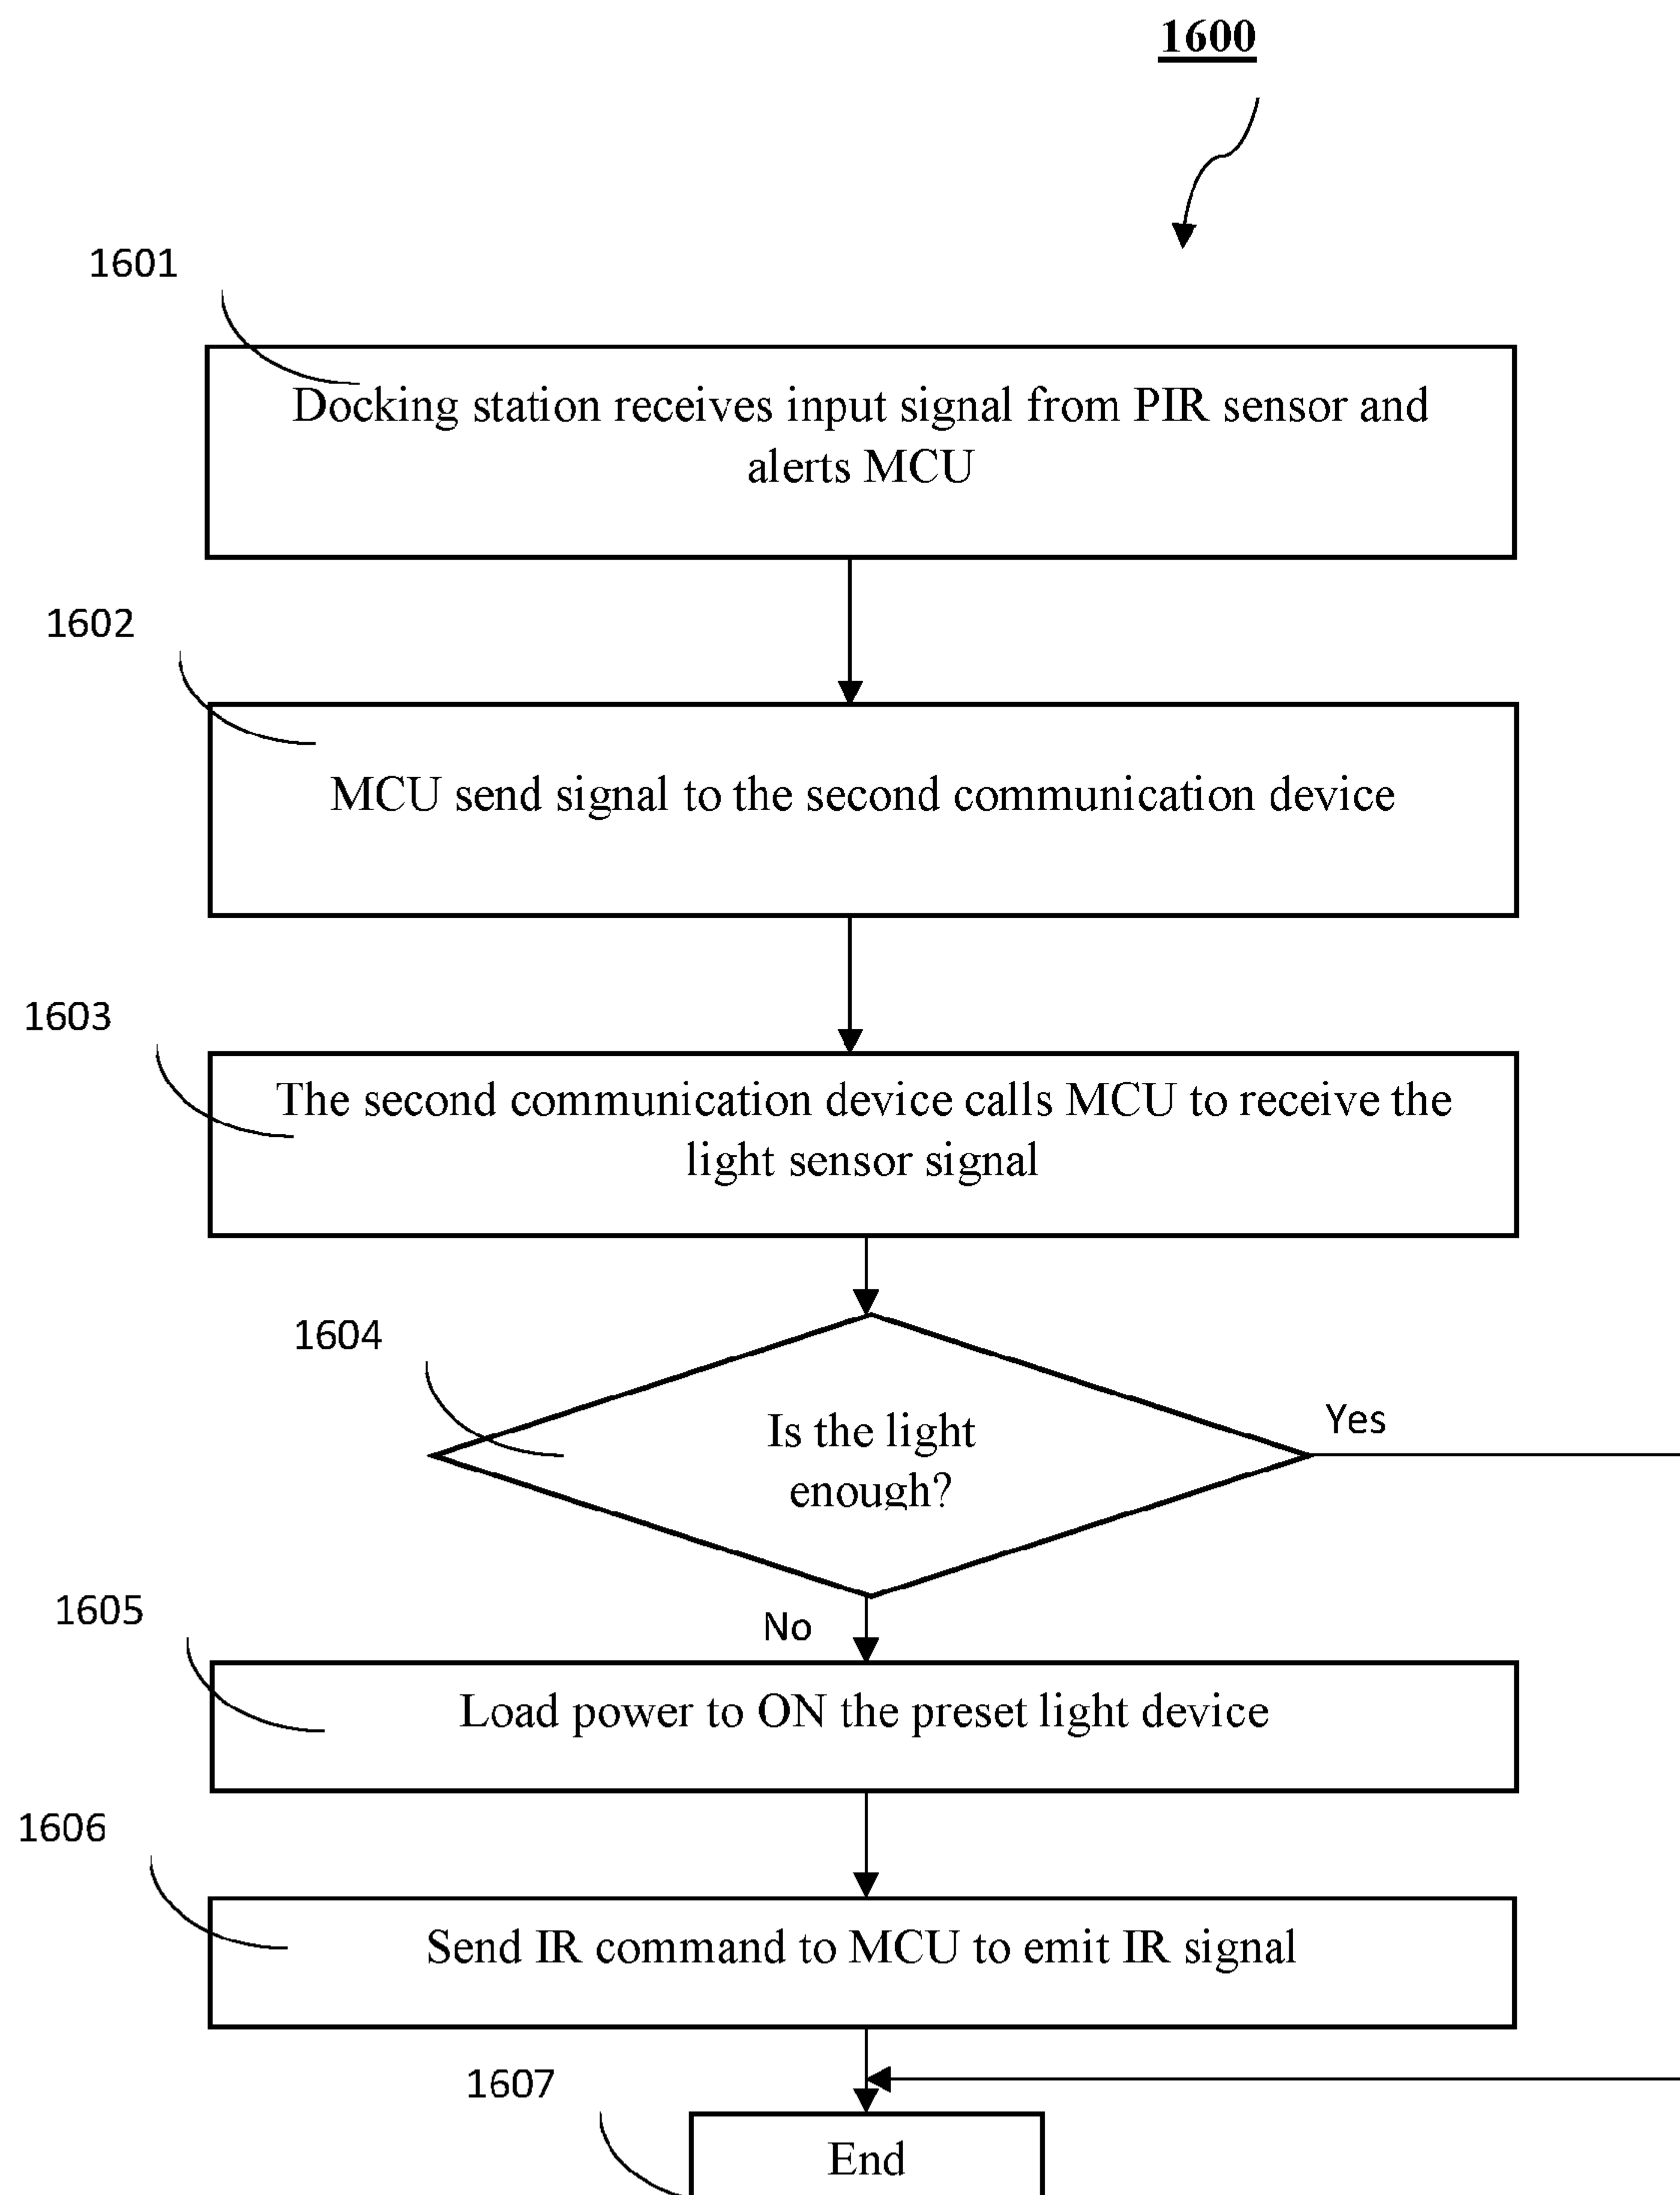 1600
1601
Docking station receives input signal from PIR sensor and
alerts MCU
1602
MCU send signal to the second communication device
1603
The second communication device calls MCU to receive the
light sensor signal
1604
Is the light
enough?
Yes
No
1605
Load power to ON the preset light device
1606
Send IR command to MCU to emit IR signal
1607
End